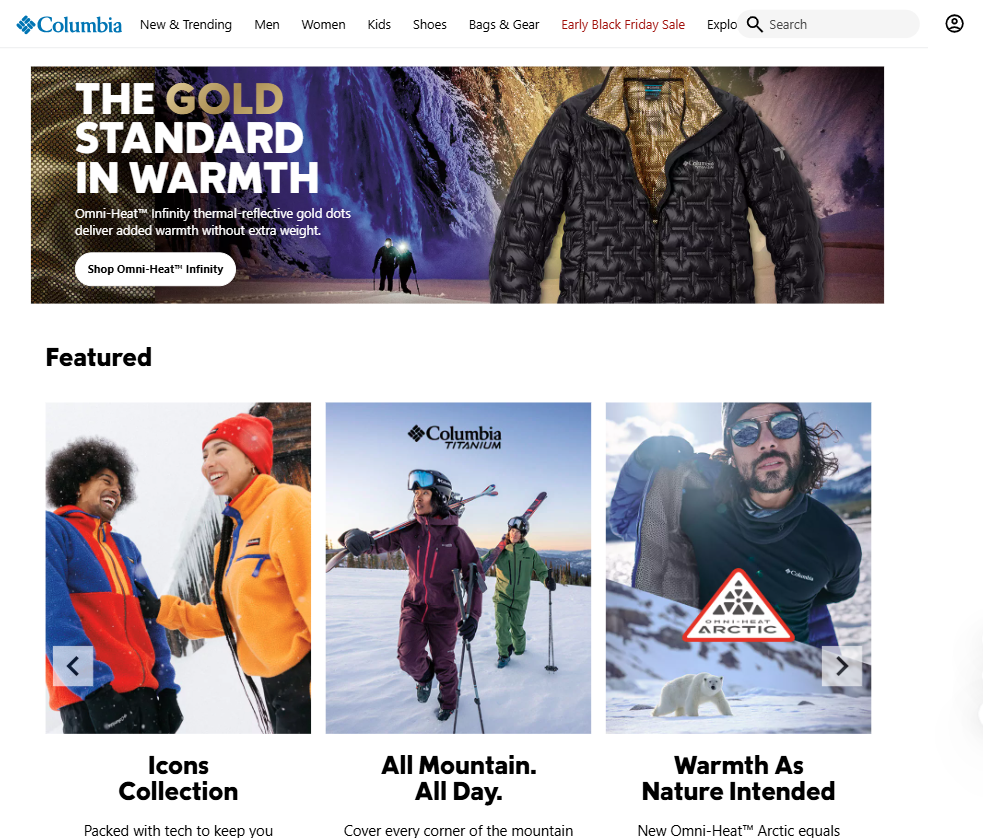 Columbia
New & Trending
Men
Women
Kids
Shoes
Bags & Gear
Early Black Friday Sale
Explo
Search
THE GOLD
STANDARD
IN WARMTH
Omni-Heat™ Infinity thermal-reflective gold dots
deliver added warmth without extra weight.
Shop Omni-Heat™ Infinity
Columbia
TITANIUM
Featured
Columbia
TITANIUM
Columbia
OMNI-HEAT
ARCTIC
Icons
Collection
All Mountain.
All Day.
Warmth As
Nature Intended
Packed with tech to keep you
Cover every corner of the mountain
New Omni-Heat™ Arctic equals